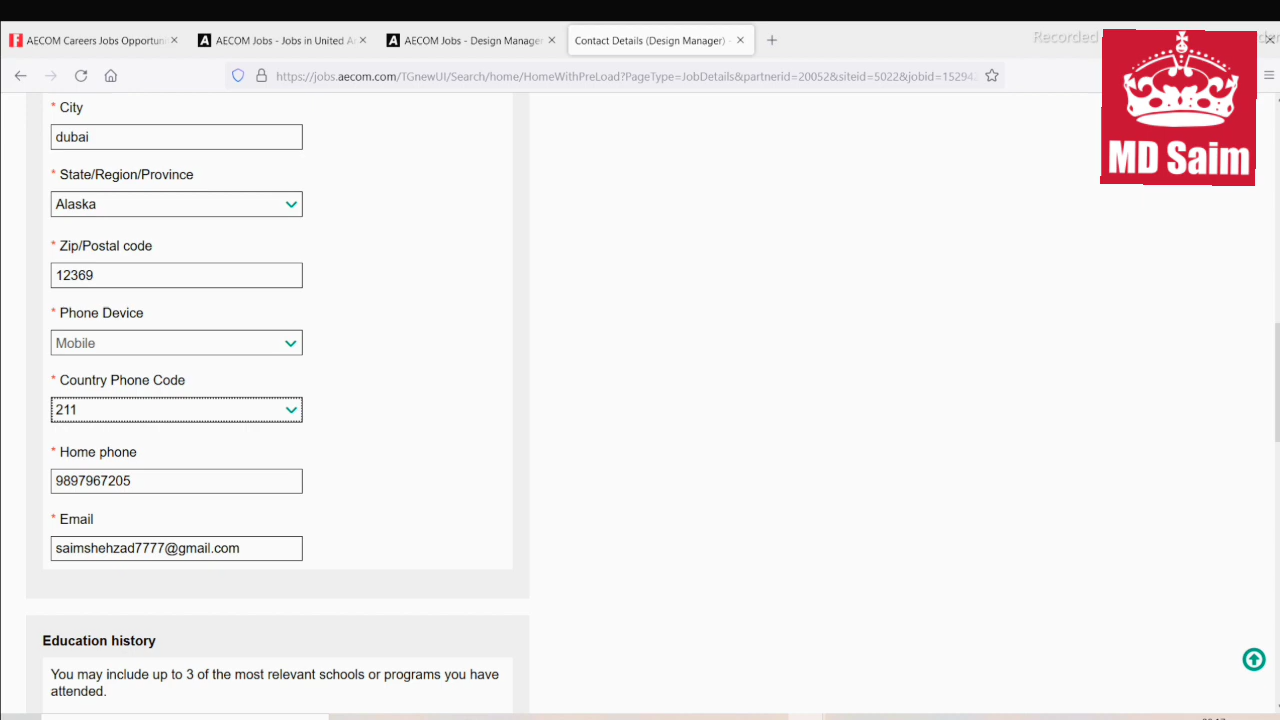 Recorded
AECOM Careers Jobs Opportuni
AECOM Jobs - Jobs in United Ar
AECOM Jobs - Design Manager
Contact Details (Design Manager) -
https://jobs.aecom.com/TGnewUI/Search/home/HomeWithPreLoad?PageType=JobDetails&partnerid=20052&siteid=5022&jobid=15294
MD Saim
* City
dubai
* State/Region/Province
Alaska
* Zip/Postal code
12369
* Phone Device
Mobile
* Country Phone Code
211
* Home phone
9897967205
* Email
saimshehzad7777@gmail.com
Education history
You may include up to 3 of the most relevant schools or programs you have
attended.